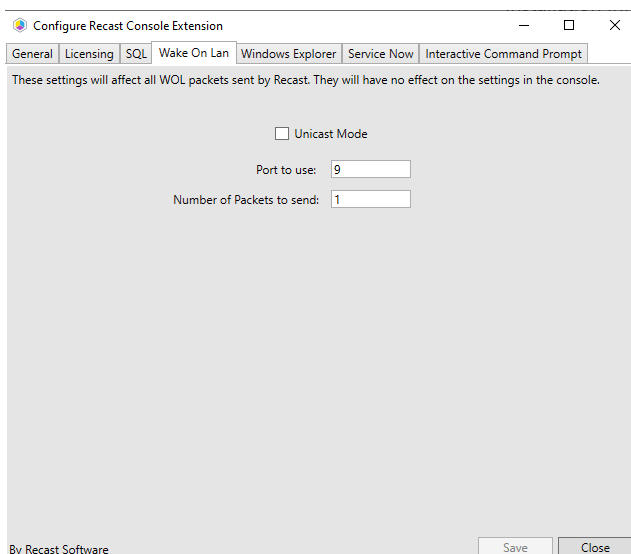 Configure Recast Console Extension
General Licensing SQL Wake On Lan Windows Explorer Service Now Interactive Command Prompt
These settings will affect all WOL packets sent by Recast. They will have no effect on the settings in the console.
Unicast Mode
Port to use: 9
Number of Packets to send: 1
By Recast Software Save Close